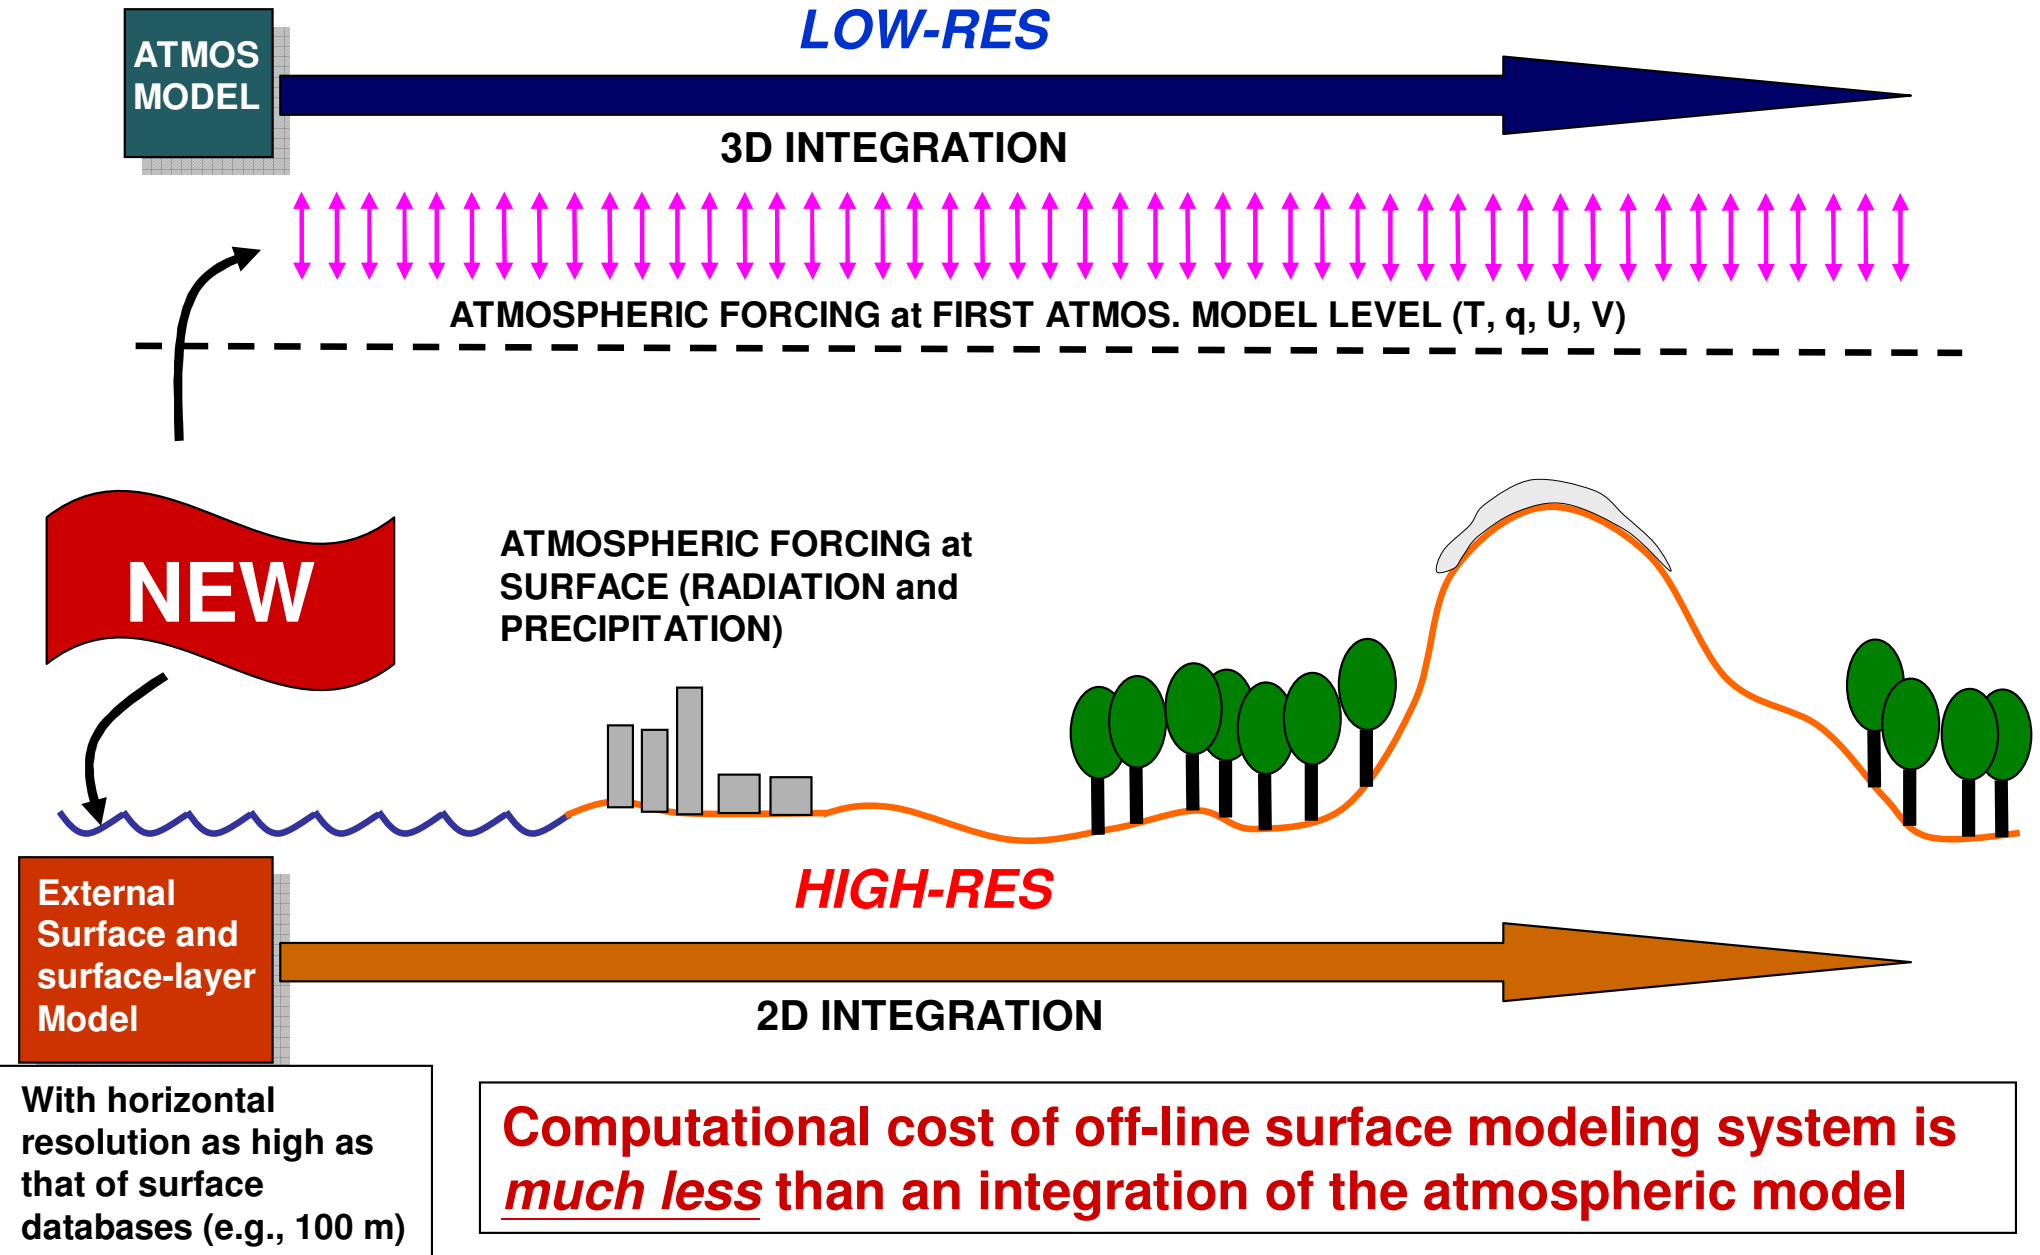 LOW-RES
ATMOS
MODEL
3D INTEGRATION
ATMOSPHERIC FORCING at FIRST ATMOS. MODEL LEVEL (T, q, U, V)
NEW
ATMOSPHERIC FORCING at
SURFACE (RADIATION and
PRECIPITATION)
HIGH-RES
External
Surface and
surface-layer
Model
2D INTEGRATION
With horizontal
resolution as high as
that of surface
databases (e.g., 100 m)
Computational cost of off-line surface modeling system is
much less than an integration of the atmospheric model